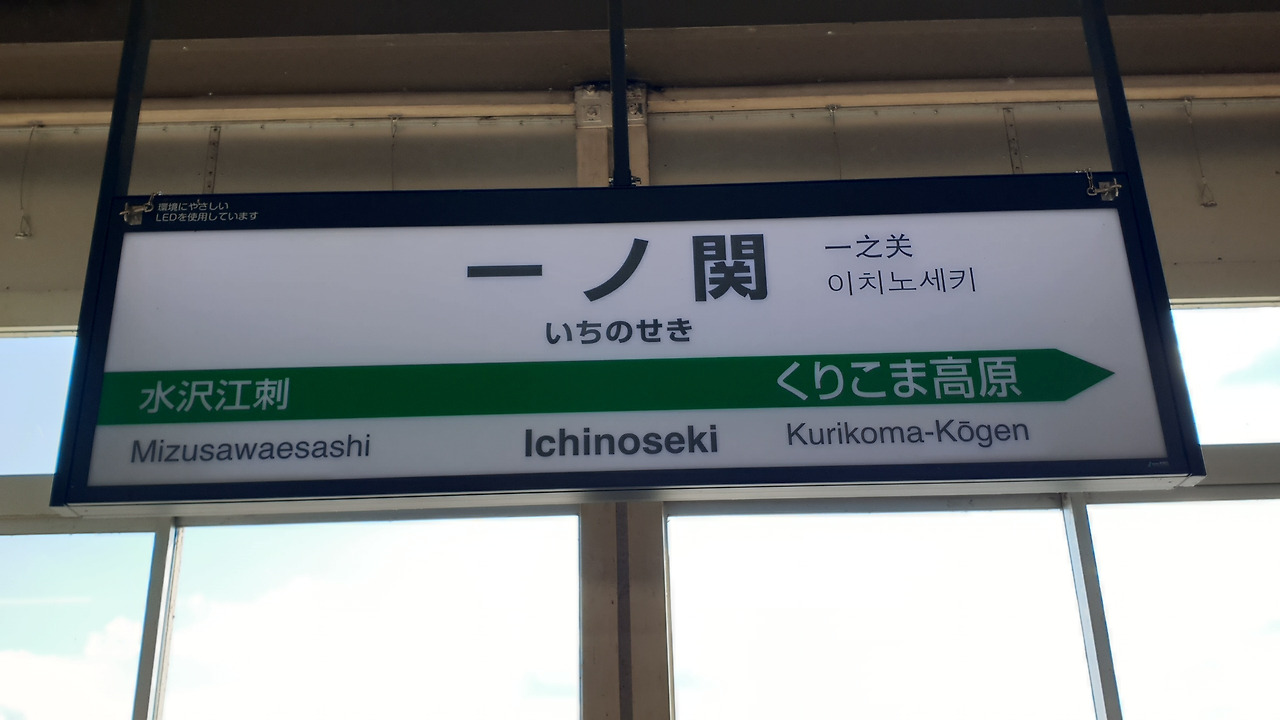 環境にやさしい
LEDを使用しています
一ノ関
一之关
이치노세키
いちのせき
水沢江刺
くりこま高原
Mizusawaesashi
Ichinoseki
Kurikoma-Kōgen